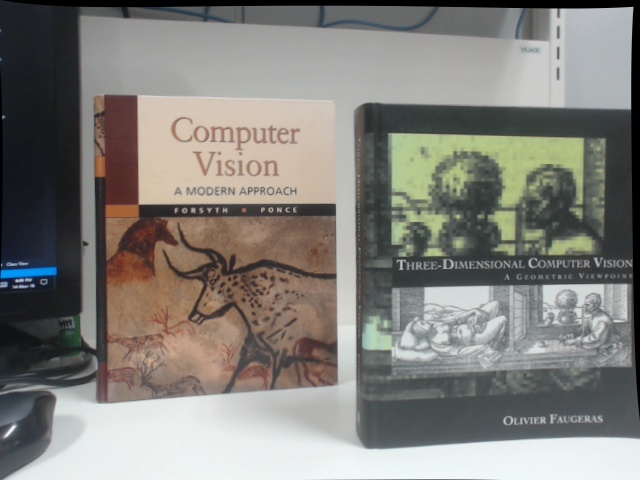 Computer
Vision
A MODERN APPROACH
FORSYTH ▪ PONCE
THREE-DIMENSIONAL COMPUTER VISION
A GEOMETRIC VIEWPOINT
OLIVIER FAUGERAS